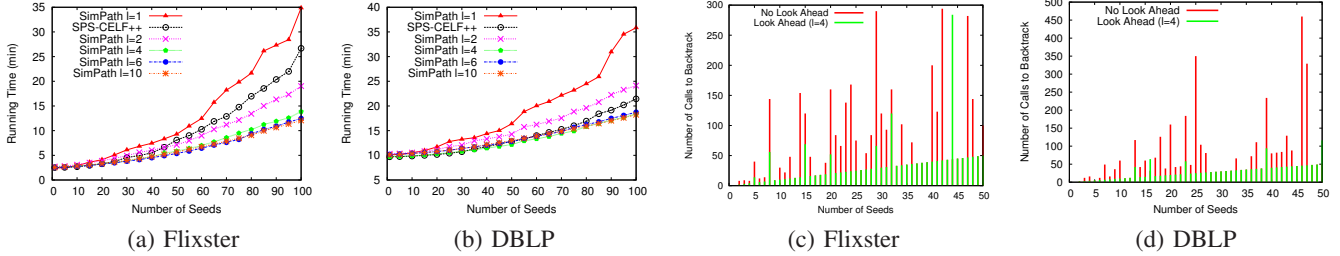 SimPath l=1
SPS-CELF++
SimPath l=2
SimPath l=4
SimPath l=6
SimPath l=10
Running Time (min)
35
30
25
20
15
10
5
0
0 10 20 30 40 50 60 70 80 90 100
Number of Seeds
(a) Flixster
SimPath l=1
SPS-CELF++
SimPath l=2
SimPath l=4
SimPath l=6
SimPath l=10
Running Time (min)
40
35
30
25
20
15
10
5
0 10 20 30 40 50 60 70 80 90 100
Number of Seeds
(b) DBLP
No Look Ahead
Look Ahead (l=4)
Number of Calls to Backtrack
300
250
200
150
100
50
0
0 5 10 15 20 25 30 35 40 45 50
Number of Seeds
(c) Flixster
No Look Ahead
Look Ahead (l=4)
Number of Calls to Backtrack
500
450
400
350
300
250
200
150
100
50
0
0 5 10 15 20 25 30 35 40 45 50
Number of Seeds
(d) DBLP